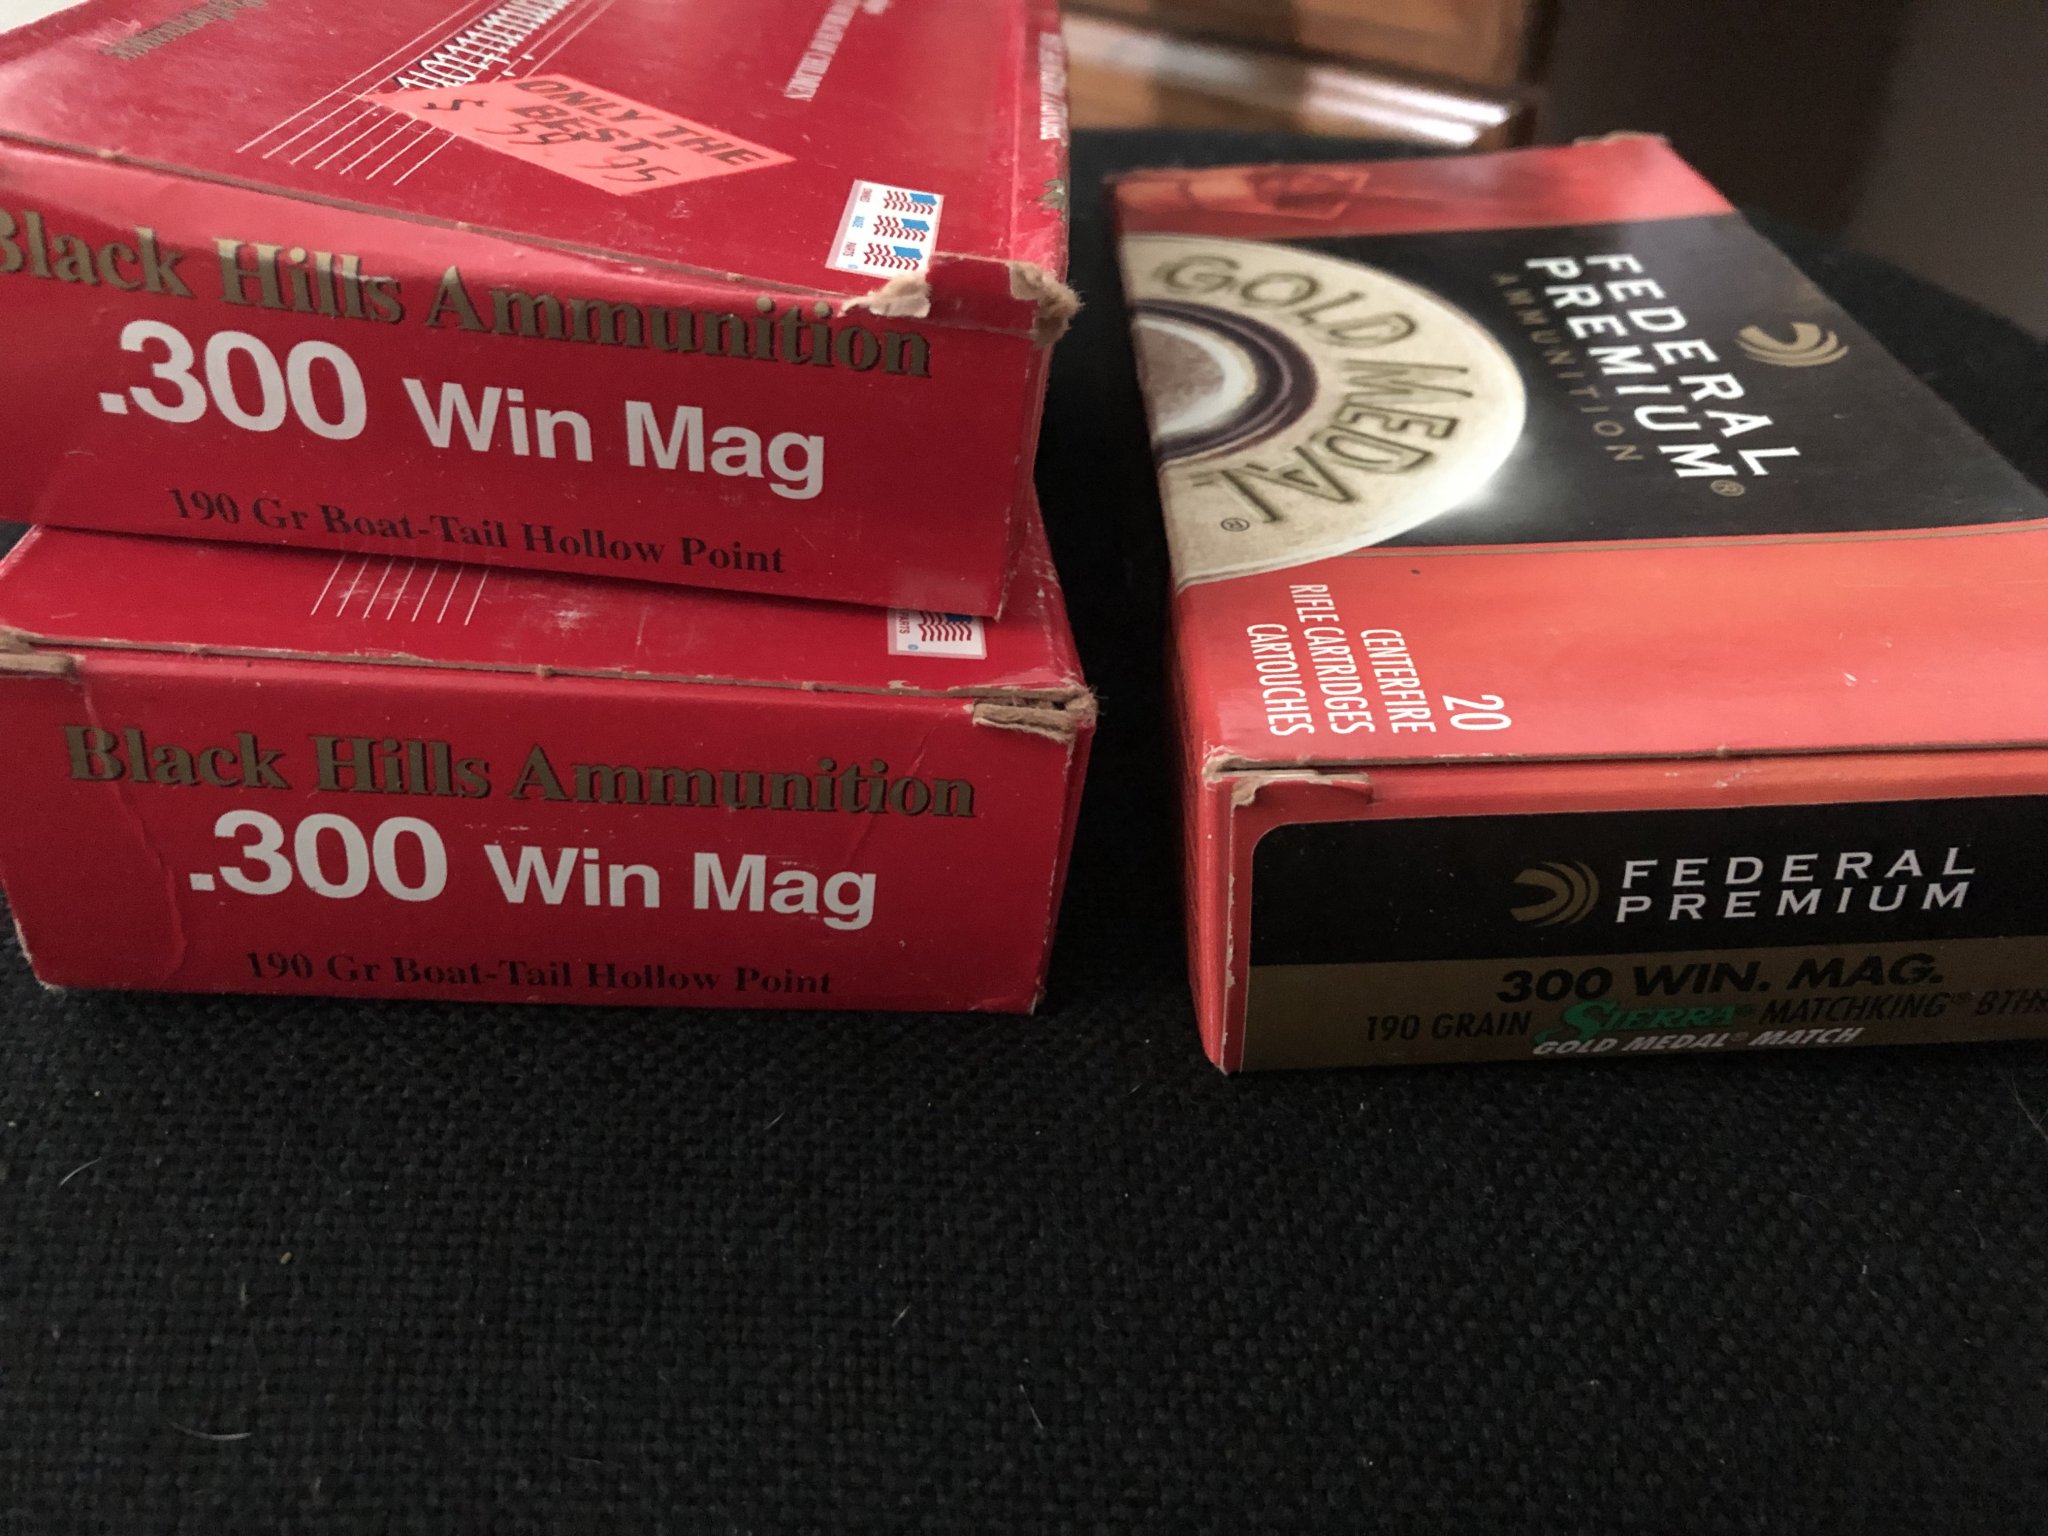 ONLY THE
BEST
$ 59.95
Black Hills Ammunition
.300 Win Mag
190 Gr Boat-Tail Hollow Point
Black Hills Ammunition
.300 Win Mag
190 Gr Boat-Tail Hollow Point
GOLD MEDAL®
FEDERAL
PREMIUM®
AMMUNITION
20
CENTERFIRE
RIFLE CARTRIDGES
CARTOUCHES
FEDERAL
PREMIUM
300 WIN. MAG.
190 GRAIN SIERRA® MATCHKING®
GOLD MEDAL® MATCH